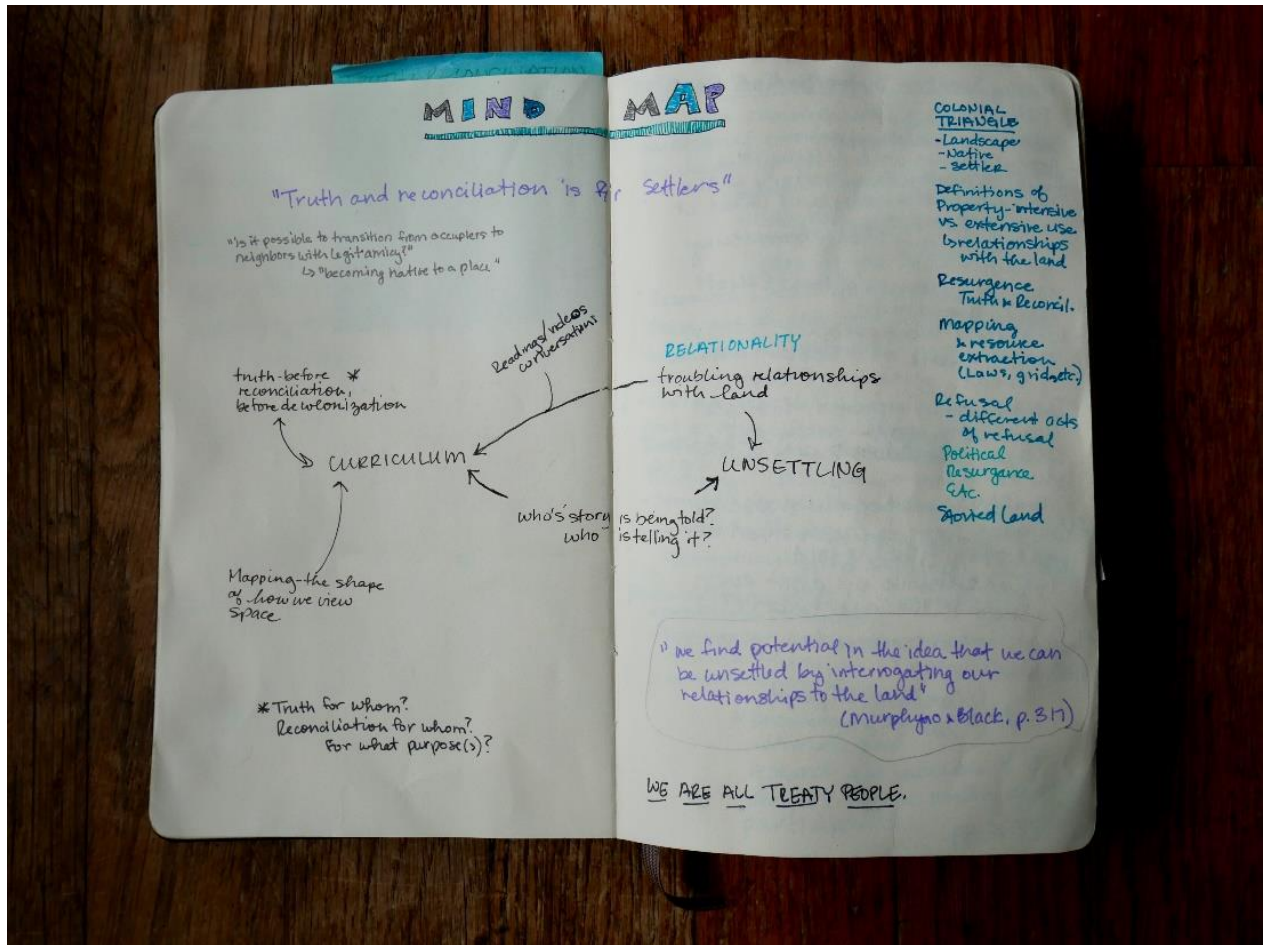 MIND MAP
"Truth and reconciliation is for settlers"
"is it possible to transition from occupiers to
neighbors with legitamicy?"
↳ "becoming native to a place"
Readings/videos
conversations
truth-before *
reconciliation,
before decolonization
CURRICULUM
RELATIONALITY
troubling relationships
with land
UNSETTLING
who's story is being told?
who is telling it?
Mapping-the shape
of how we view
space
* Truth for whom?
Reconciliation for whom?
For what purpose(s)?
COLONIAL
TRIANGLE
- Landscape
- Native
- settler
Definitions of
Property-intensive
vs. extensive use
↳ relationships
with the land
Resurgence
Truth & Reconcil.
Mapping
& resource
extraction
(Laws, grid, etc.)
Refusal
- different acts
of refusal
Political
Resurgance
Etc.
Storied Land
"we find potential in the idea that we can
be unsettled by interrogating our
relationships to the land"
& Black, p. 317)
WE ARE ALL TREATY PEOPLE.